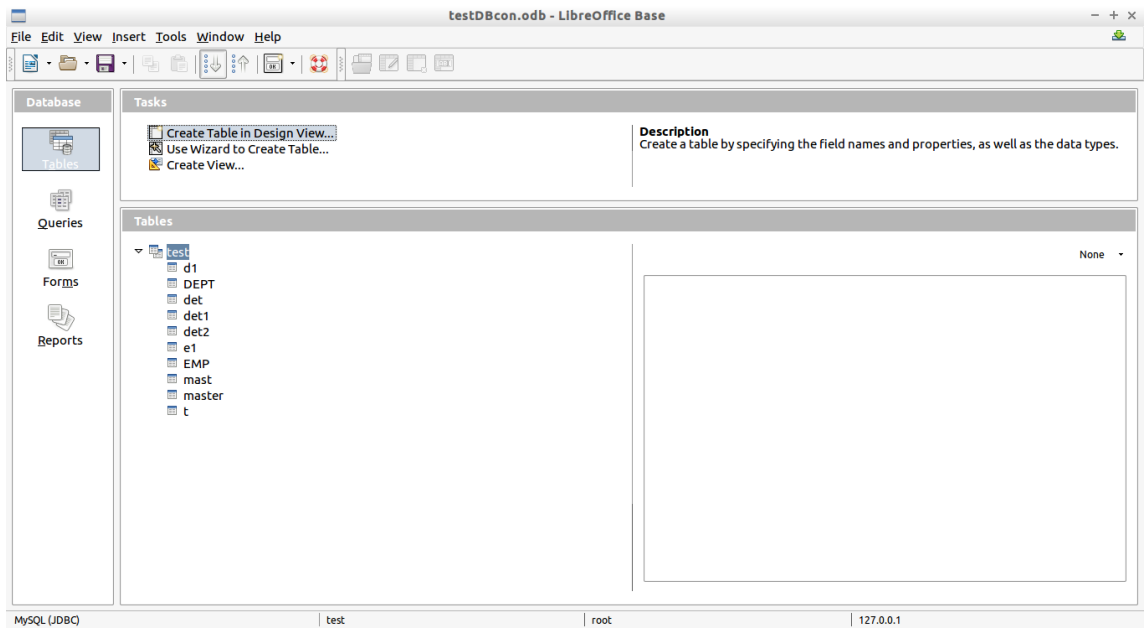 testDBcon.odb - LibreOffice Base
File Edit View Insert Tools Window Help
Database
Tables
Queries
Forms
Reports
Tasks
Create Table in Design View...
Use Wizard to Create Table...
Create View...
Description
Create a table by specifying the field names and properties, as well as the data types.
Tables
test
d1
DEPT
det
det1
det2
e1
EMP
mast
master
t
None
MySQL (JDBC) test root 127.0.0.1